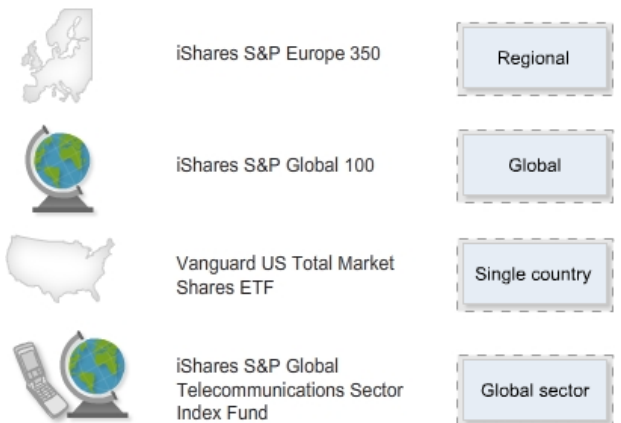 iShares S&P Europe 350
Regional
iShares S&P Global 100
Global
Vanguard US Total Market
Shares ETF
Single country
iShares S&P Global
Telecommunications Sector
Index Fund
Global sector